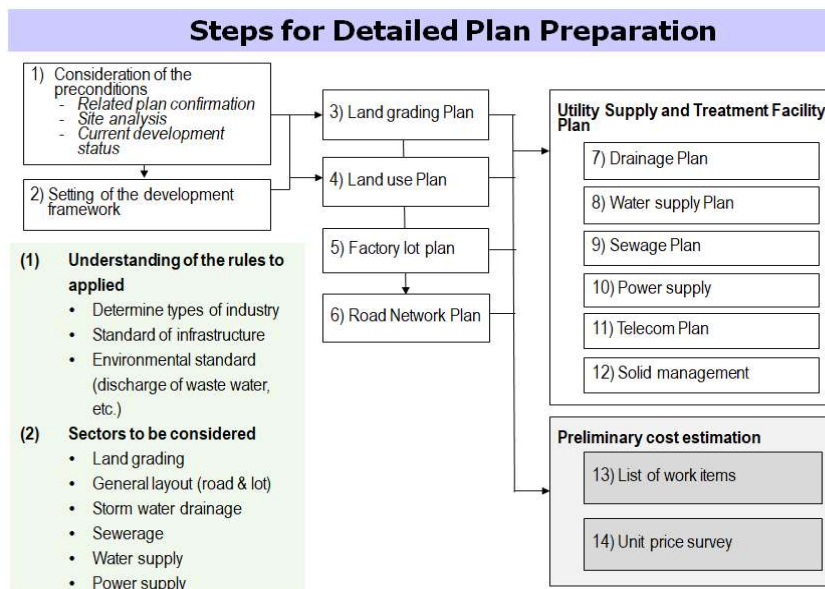 Steps for Detailed Plan Preparation
1) Consideration of the
preconditions
- Related plan confirmation
- Site analysis
- Current development
status
2) Setting of the development
framework
3) Land grading Plan
4) Land use Plan
5) Factory lot plan
6) Road Network Plan
Utility Supply and Treatment Facility
Plan
7) Drainage Plan
8) Water supply Plan
9) Sewage Plan
10) Power supply
11) Telecom Plan
12) Solid management
Preliminary cost estimation
13) List of work items
14) Unit price survey
(1) Understanding of the rules to
applied
• Determine types of industry
• Standard of infrastructure
• Environmental standard
(discharge of waste water,
etc.)
(2) Sectors to be considered
• Land grading
• General layout (road & lot)
• Storm water drainage
• Sewerage
• Water supply
• Power supply